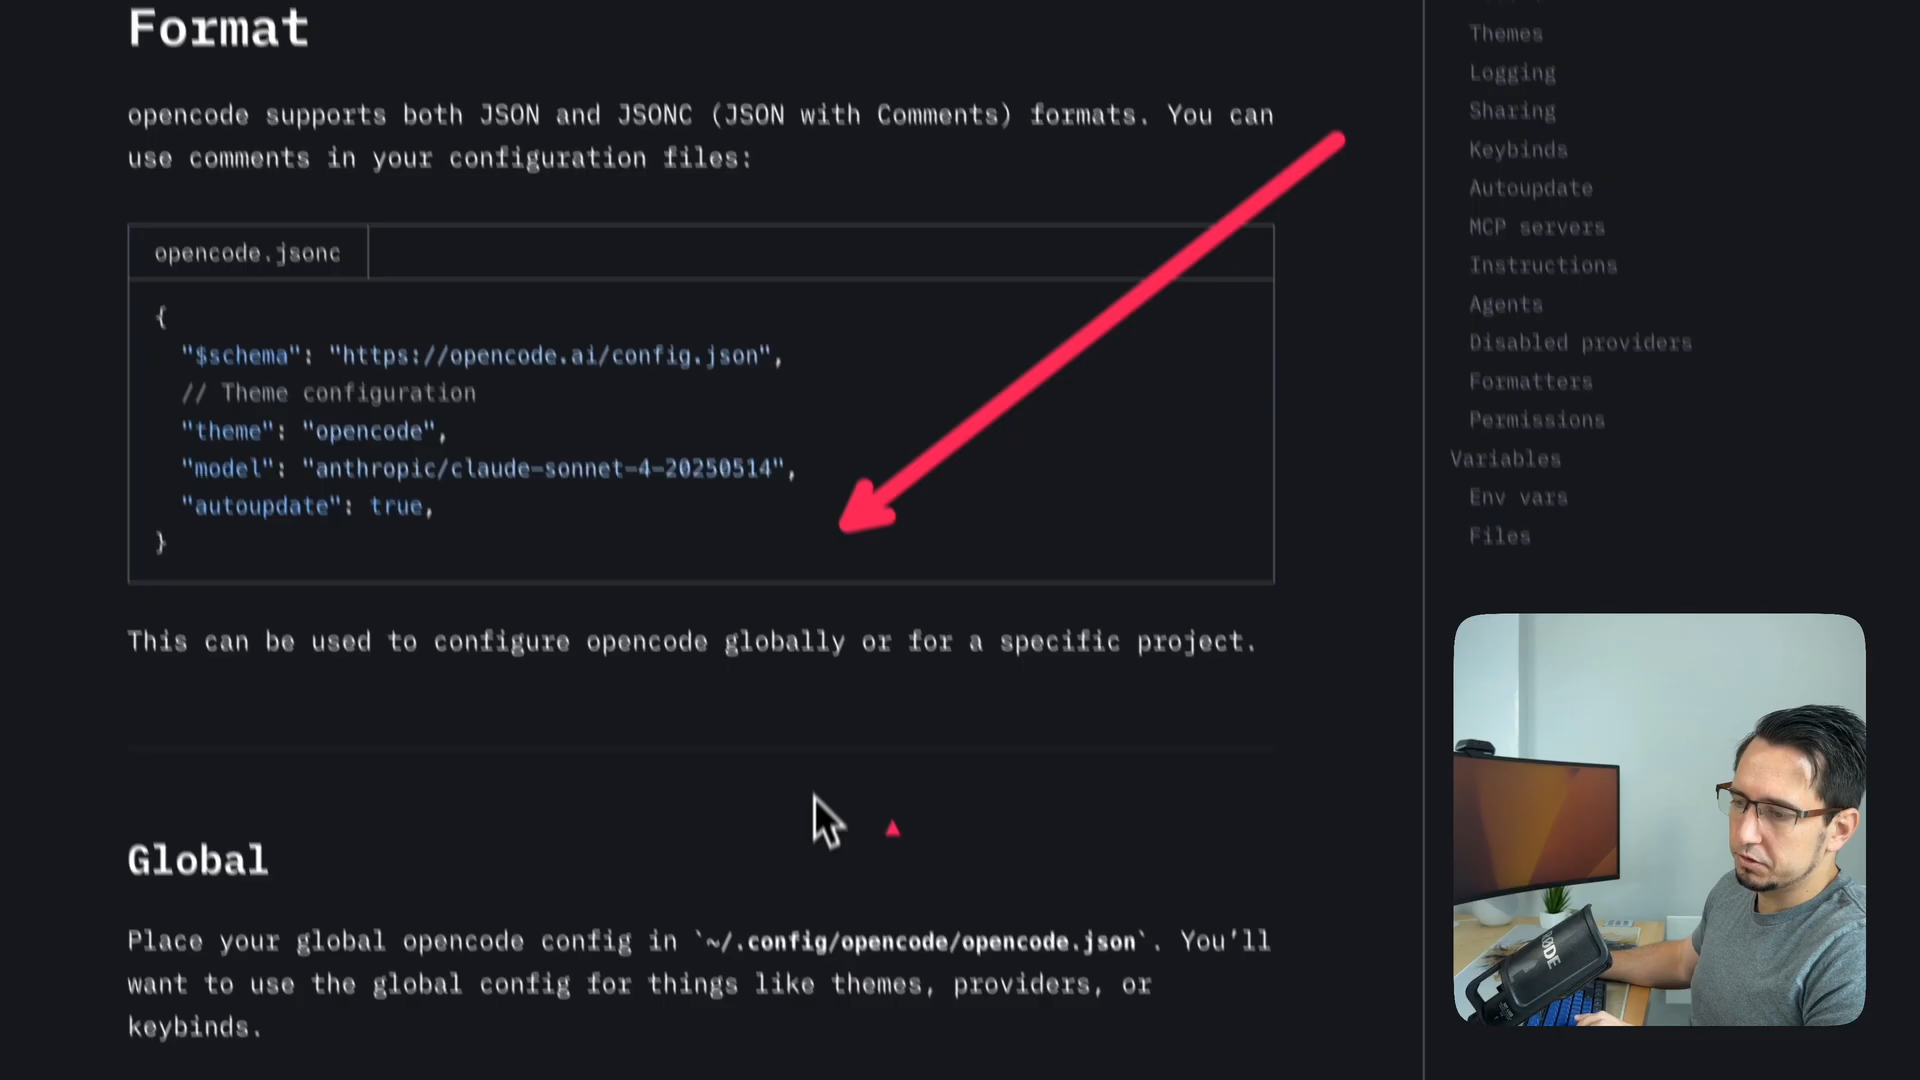 Format
opencode supports both JSON and JSONC (JSON with Comments) formats. You can
use comments in your configuration files:
opencode.jsonc
{
"$schema": "https://opencode.ai/config.json",
// Theme configuration
"theme": "opencode",
"model": "anthropic/claude-sonnet-4-20250514",
"autoupdate": true,
}
This can be used to configure opencode globally or for a specific project.
Global
Place your global opencode config in `~/.config/opencode/opencode.json`. You’ll
want to use the global config for things like themes, providers, or
keybinds.
Themes
Logging
Sharing
Keybinds
Autoupdate
MCP servers
Instructions
Agents
Disabled providers
Formatters
Permissions
Variables
Env vars
Files
RØDE